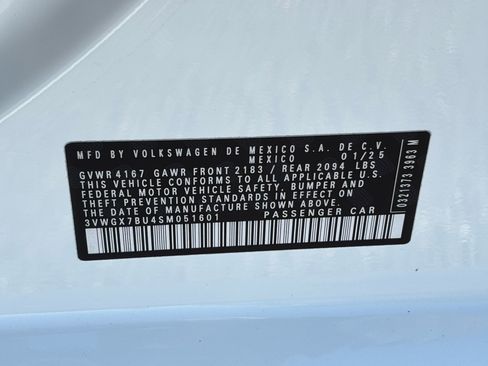 MFD BY VOLKSWAGEN DE MEXICO S.A. DE C.V.
MEXICO 01/25
GVWR 4167 GAWR FRONT 2183 / REAR 2094 LBS
THIS VEHICLE CONFORMS TO ALL APPLICABLE U.S.
FEDERAL MOTOR VEHICLE SAFETY, BUMPER AND
THEFT PREVENTION STANDARDS IN EFFECT ON
THE DATE OF MANUFACTURE SHOWN ABOVE
3VWGX7BU4SM051601 PASSENGER CAR
0321373 3963 M